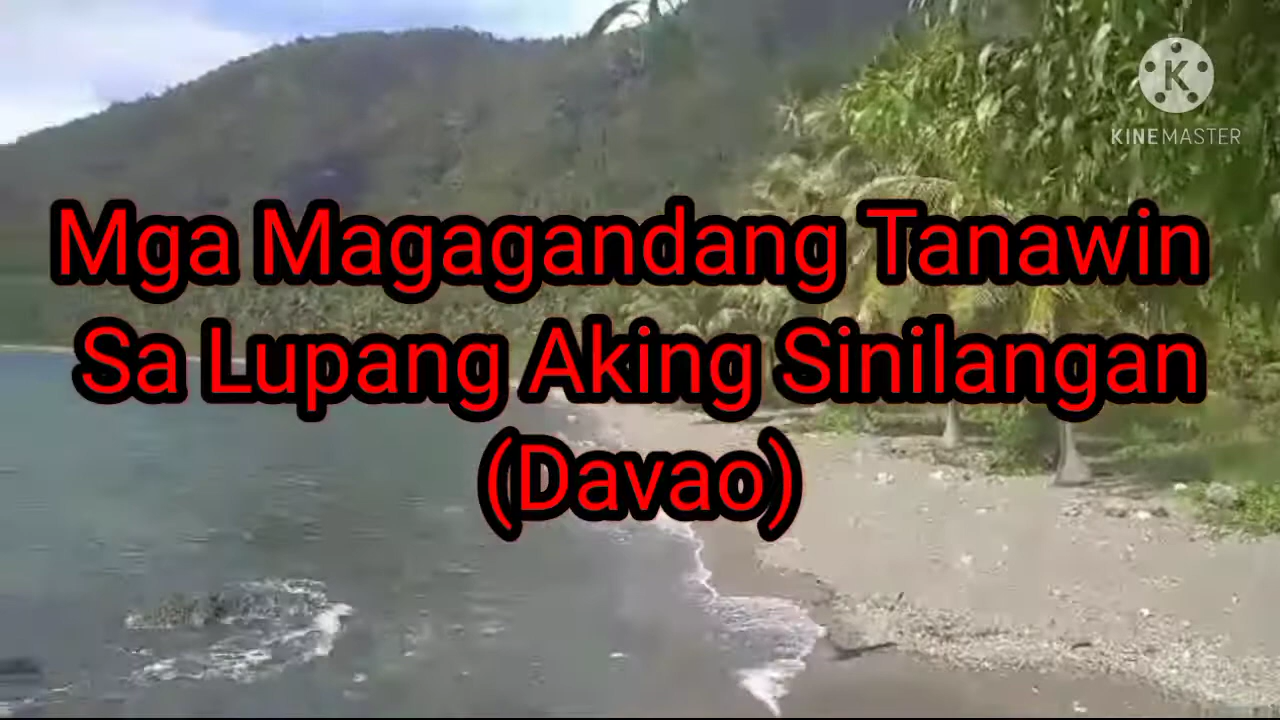 K
KINEMASTER
Mga Magagandang Tanawin
Sa Lupang Aking Sinilangan
(Davao)